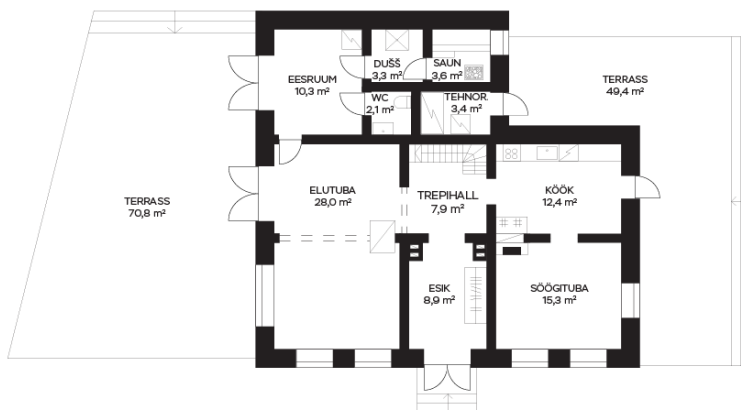 EESRUUM
10,3 m²
DUŠŠ
3,3 m²
SAUN
3,6 m²
TERRASS
49,4 m²
WC
2,1 m²
TEHNOR.
3,4 m²
TERRASS
70,8 m²
ELUTUBA
28,0 m²
TREPIHALL
7,9 m²
KÖÖK
12,4 m²
ESIK
8,9 m²
SÖÖGITUBA
15,3 m²